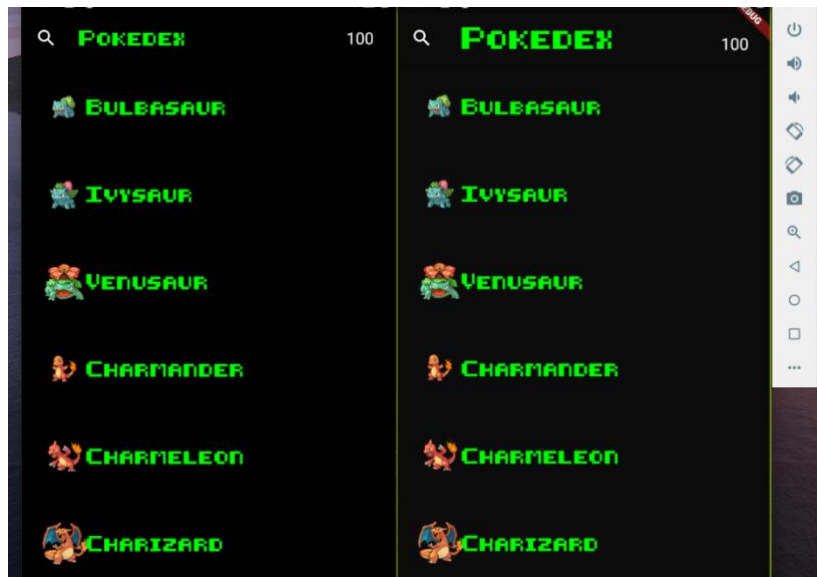 POKEDEX 100
BULBASAUR
IVYSAUR
VENUSAUR
CHARMANDER
CHARMELEON
CHARIZARD
POKEDEX 100
BULBASAUR
IVYSAUR
VENUSAUR
CHARMANDER
CHARMELEON
CHARIZARD